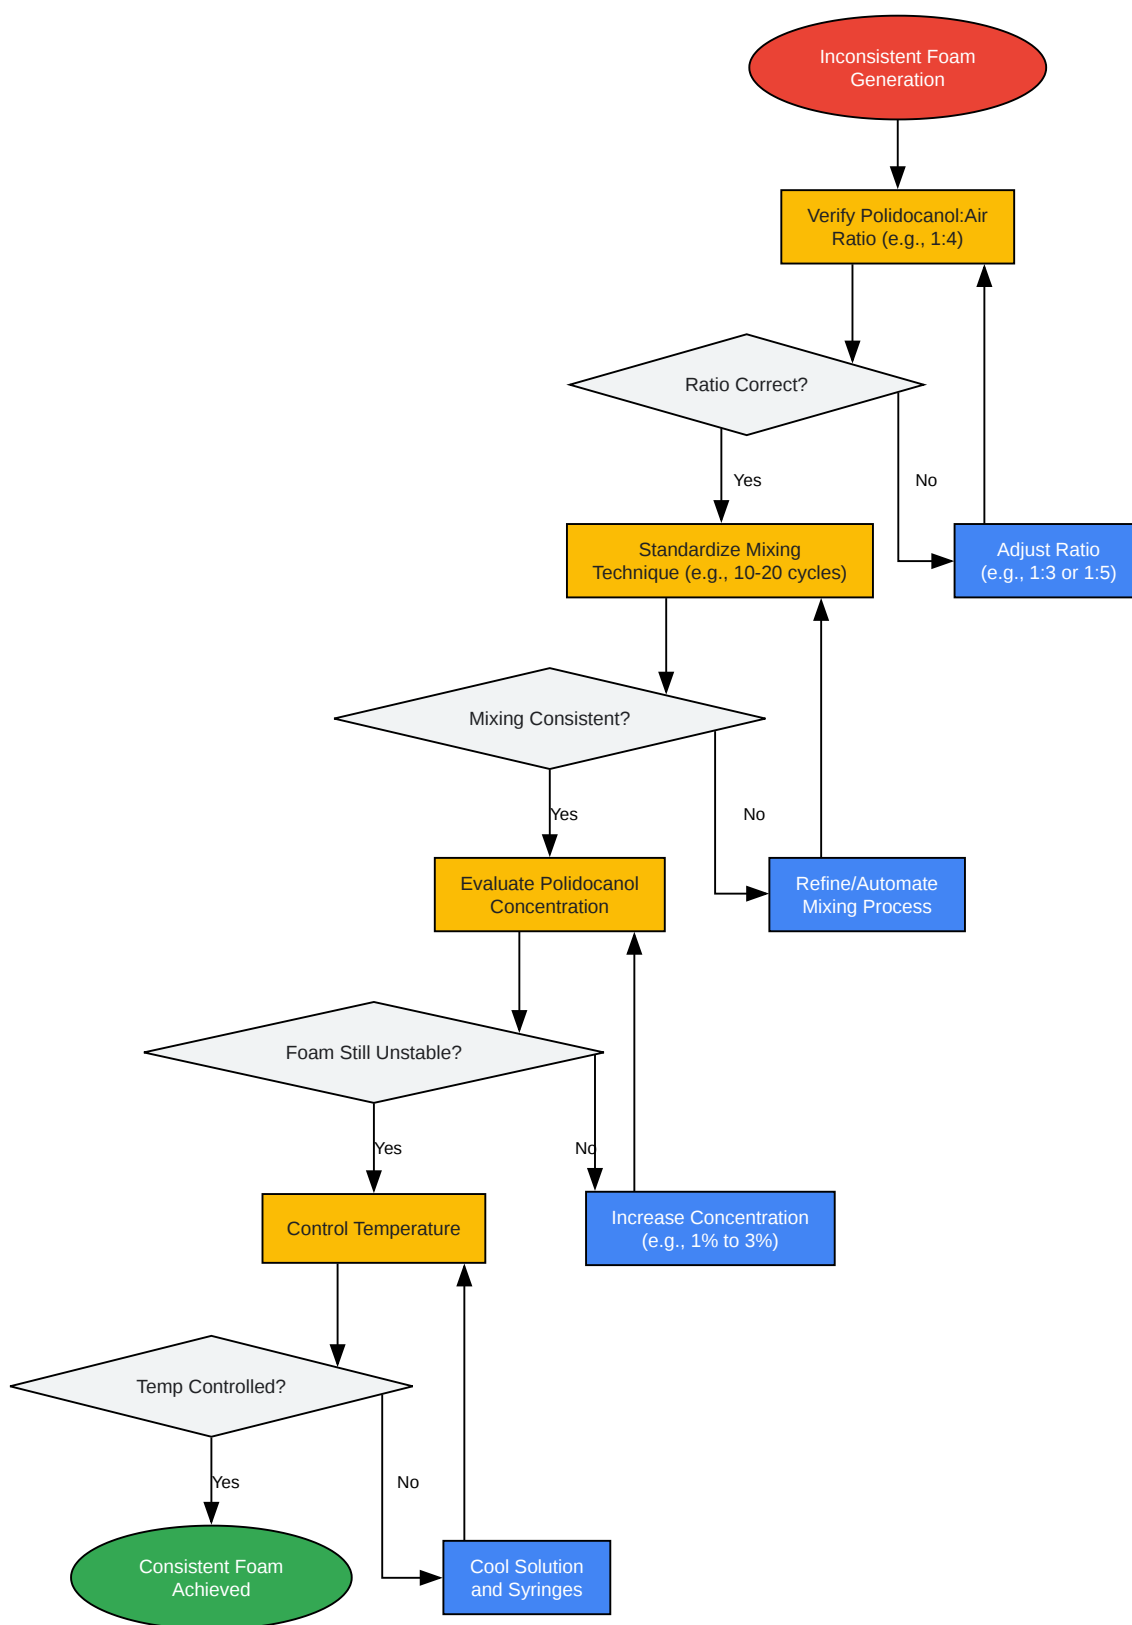 Inconsistent Foam
Generation
Verify Polidocanol:Air
Ratio (e.g., 1:4)
Ratio Correct?
Yes
No
Standardize Mixing
Technique (e.g., 10-20 cycles)
Adjust Ratio
(e.g., 1:3 or 1:5)
Mixing Consistent?
Yes
No
Evaluate Polidocanol
Concentration
Refine/Automate
Mixing Process
Foam Still Unstable?
Yes
No
Control Temperature
Increase Concentration
(e.g., 1% to 3%)
Temp Controlled?
Yes
No
Consistent Foam
Achieved
Cool Solution
and Syringes